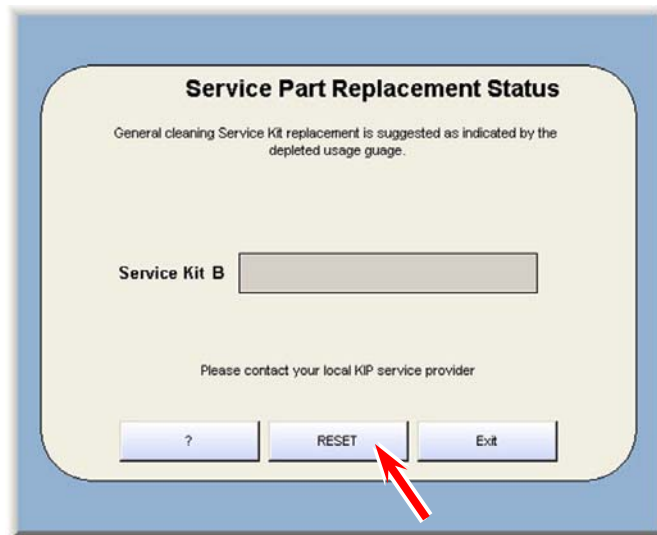 Service Part Replacement Status
General cleaning Service Kit replacement is suggested as indicated by the
depleted usage guage.
Service Kit B
Please contact your local KIP service provider
?
RESET
Exit